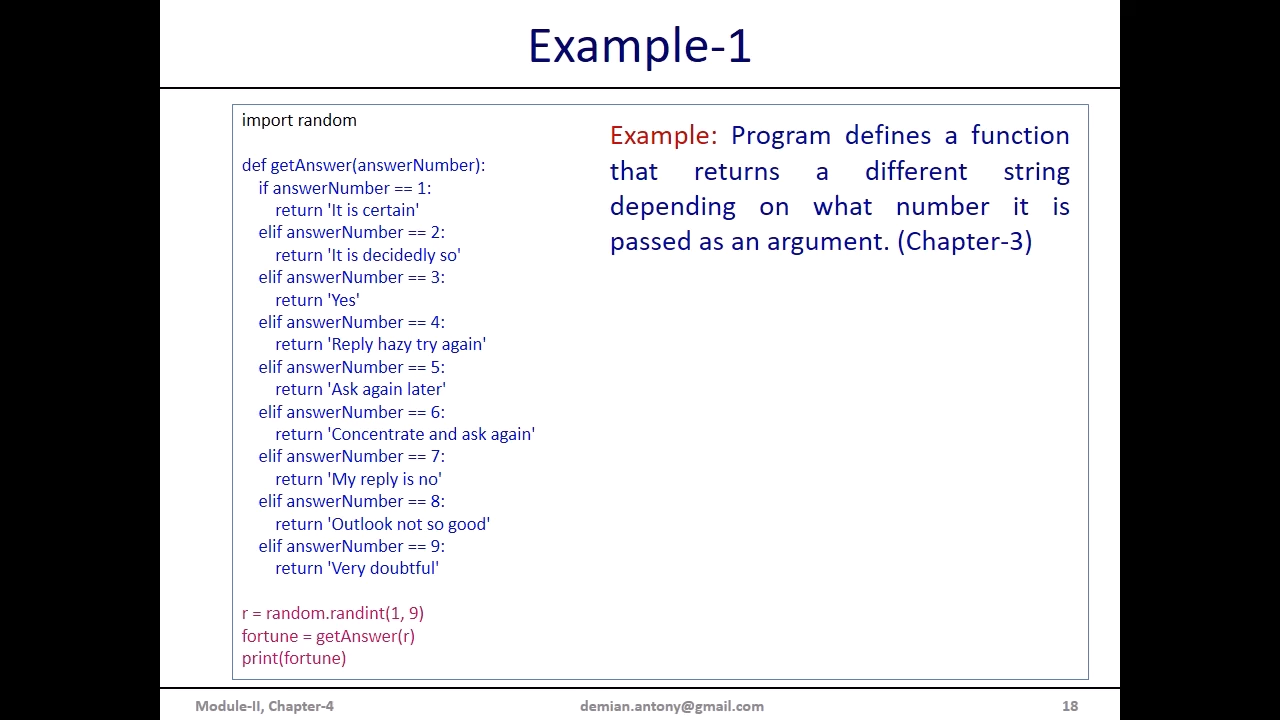 Example-1
import random
def getAnswer(answerNumber):
if answerNumber == 1:
return 'It is certain'
elif answerNumber == 2:
return 'It is decidedly so'
elif answerNumber == 3:
return 'Yes'
elif answerNumber == 4:
return 'Reply hazy try again'
elif answerNumber == 5:
return 'Ask again later'
elif answerNumber == 6:
return 'Concentrate and ask again'
elif answerNumber == 7:
return 'My reply is no'
elif answerNumber == 8:
return 'Outlook not so good'
elif answerNumber == 9:
return 'Very doubtful'
r = random.randint(1, 9)
fortune = getAnswer(r)
print(fortune)
Example: Program defines a function
that returns a different string
depending on what number it is
passed as an argument. (Chapter-3)
Module-II, Chapter-4
demian.antony@gmail.com
18